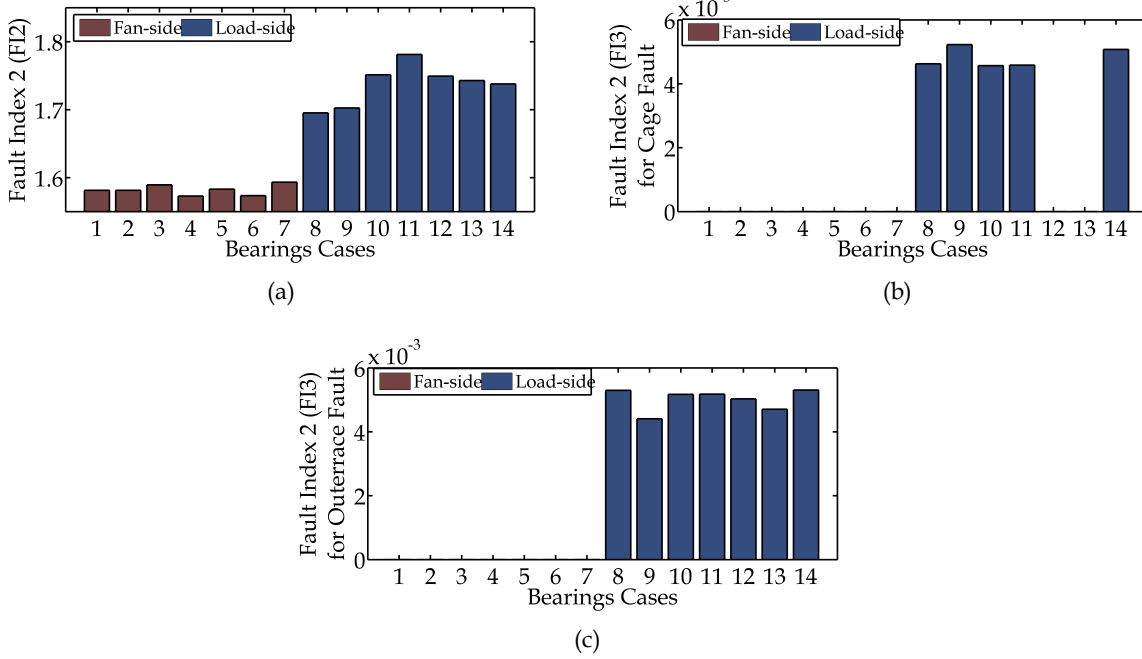 Fan-side Load-side
Fault Index 2 (FI2)
1.8
1.7
1.6
1 2 3 4 5 6 7 8 9 10 11 12 13 14
Bearings Cases
(a)
6 x 10
Fan-side Load-side
Fault Index 2 (FI3)
for Cage Fault
4
2
0
1 2 3 4 5 6 7 8 9 10 11 12 13 14
Bearings Cases
(b)
6 x 10-3
Fan-side Load-side
Fault Index 2 (FI3)
for Outerrace Fault
4
2
0
1 2 3 4 5 6 7 8 9 10 11 12 13 14
Bearings Cases
(c)